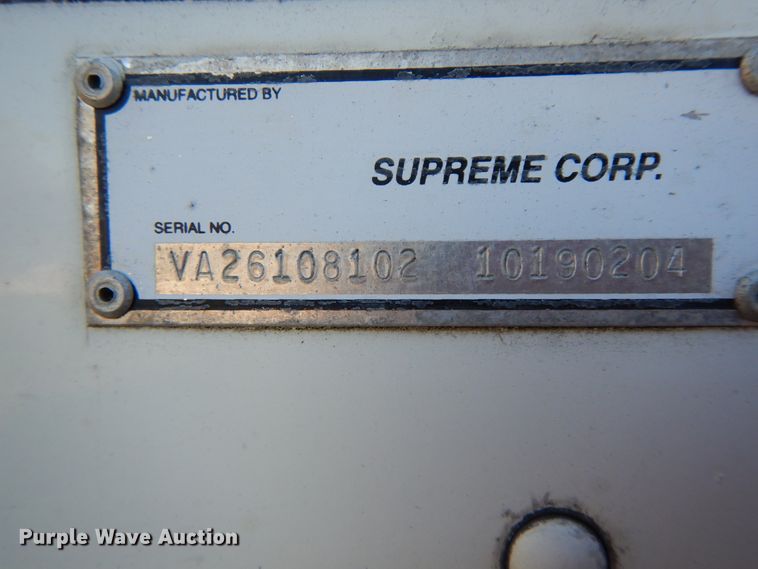 MANUFACTURED BY
SUPREME CORP.
SERIAL NO.
VA26108102 10190204
Purple Wave Auction